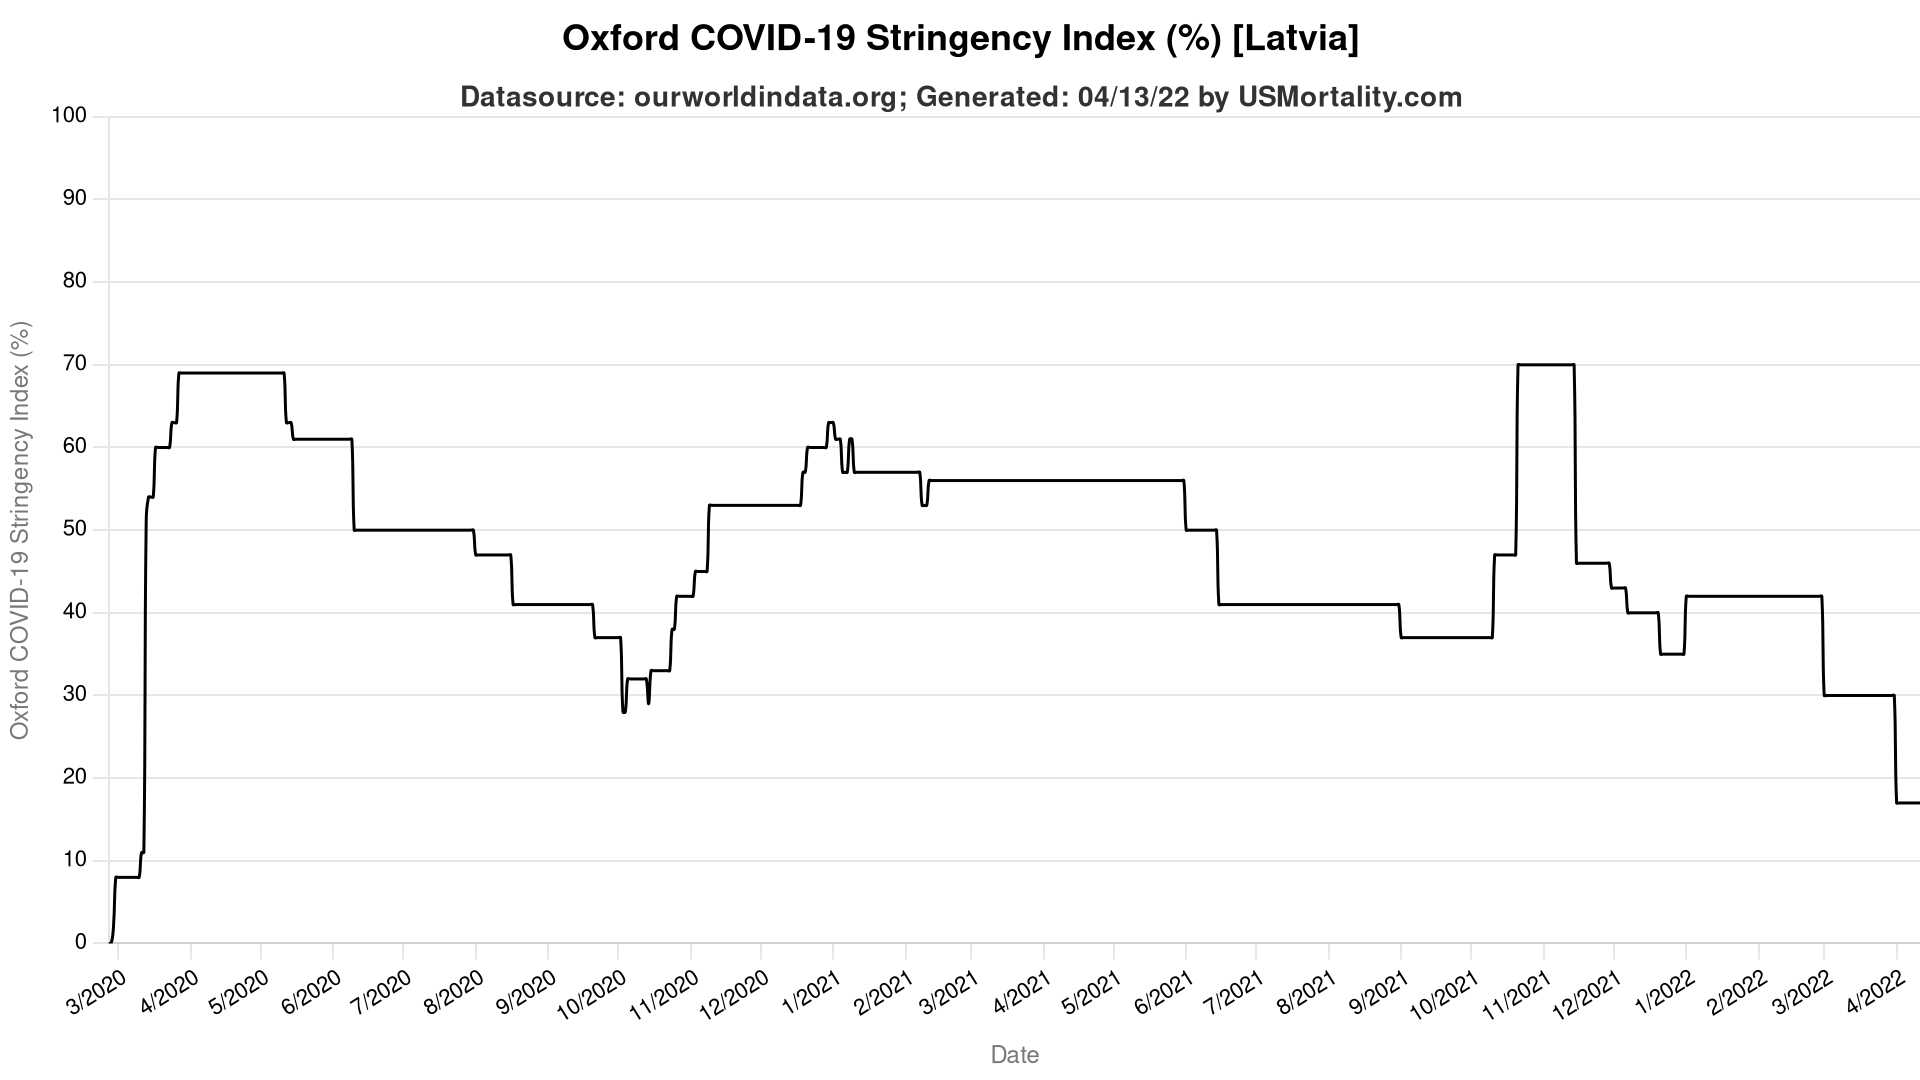 Oxford COVID-19 Stringency Index (%) [Latvia]
Datasource: ourworldindata.org; Generated: 04/13/22 by USMortality.com
Oxford COVID-19 Stringency Index (%)
100
90
80
70
60
50
40
30
20
10
0
3/2020 4/2020 5/2020 6/2020 7/2020 8/2020 9/2020 10/2020 11/2020 12/2020 1/2021 2/2021 3/2021 4/2021 5/2021 6/2021 7/2021 8/2021 9/2021 10/2021 11/2021 12/2021 1/2022 2/2022 3/2022 4/2022
Date